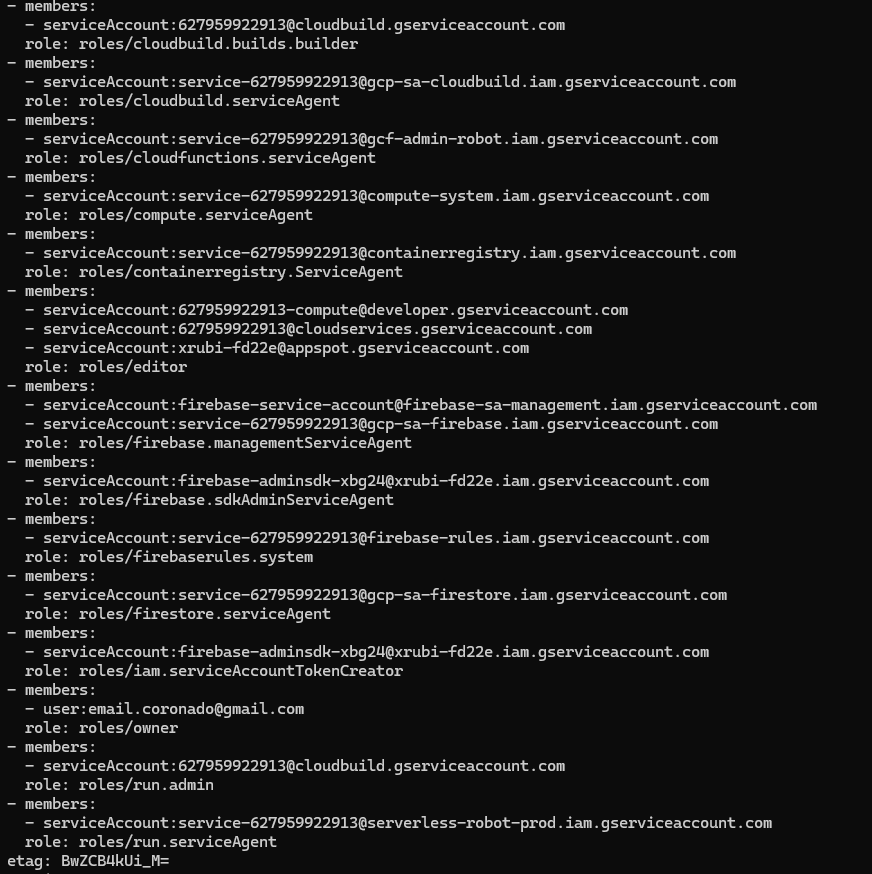 - members:
  - serviceAccount:627959922913@cloudbuild.gserviceaccount.com
  role: roles/cloudbuild.builds.builder
- members:
  - serviceAccount:service-627959922913@gcp-sa-cloudbuild.iam.gserviceaccount.com
  role: roles/cloudbuild.serviceAgent
- members:
  - serviceAccount:service-627959922913@gcf-admin-robot.iam.gserviceaccount.com
  role: roles/cloudfunctions.serviceAgent
- members:
  - serviceAccount:service-627959922913@compute-system.iam.gserviceaccount.com
  role: roles/compute.serviceAgent
- members:
  - serviceAccount:service-627959922913@containerregistry.iam.gserviceaccount.com
  role: roles/containerregistry.ServiceAgent
- members:
  - serviceAccount:627959922913-compute@developer.gserviceaccount.com
  - serviceAccount:627959922913@cloudservices.gserviceaccount.com
  - serviceAccount:xrubi-fd22e@appspot.gserviceaccount.com
  role: roles/editor
- members:
  - serviceAccount:firebase-service-account@firebase-sa-management.iam.gserviceaccount.com
  - serviceAccount:service-627959922913@gcp-sa-firebase.iam.gserviceaccount.com
  role: roles/firebase.managementServiceAgent
- members:
  - serviceAccount:firebase-adminsdk-xbg24@xrubi-fd22e.iam.gserviceaccount.com
  role: roles/firebase.sdkAdminServiceAgent
- members:
  - serviceAccount:service-627959922913@firebase-rules.iam.gserviceaccount.com
  role: roles/firebaserules.system
- members:
  - serviceAccount:service-627959922913@gcp-sa-firestore.iam.gserviceaccount.com
  role: roles/firestore.serviceAgent
- members:
  - serviceAccount:firebase-adminsdk-xbg24@xrubi-fd22e.iam.gserviceaccount.com
  role: roles/iam.serviceAccountTokenCreator
- members:
  - user:email.coronado@gmail.com
  role: roles/owner
- members:
  - serviceAccount:627959922913@cloudbuild.gserviceaccount.com
  role: roles/run.admin
- members:
  - serviceAccount:service-627959922913@serverless-robot-prod.iam.gserviceaccount.com
  role: roles/run.serviceAgent
etag: BwZCB4kUi_M=